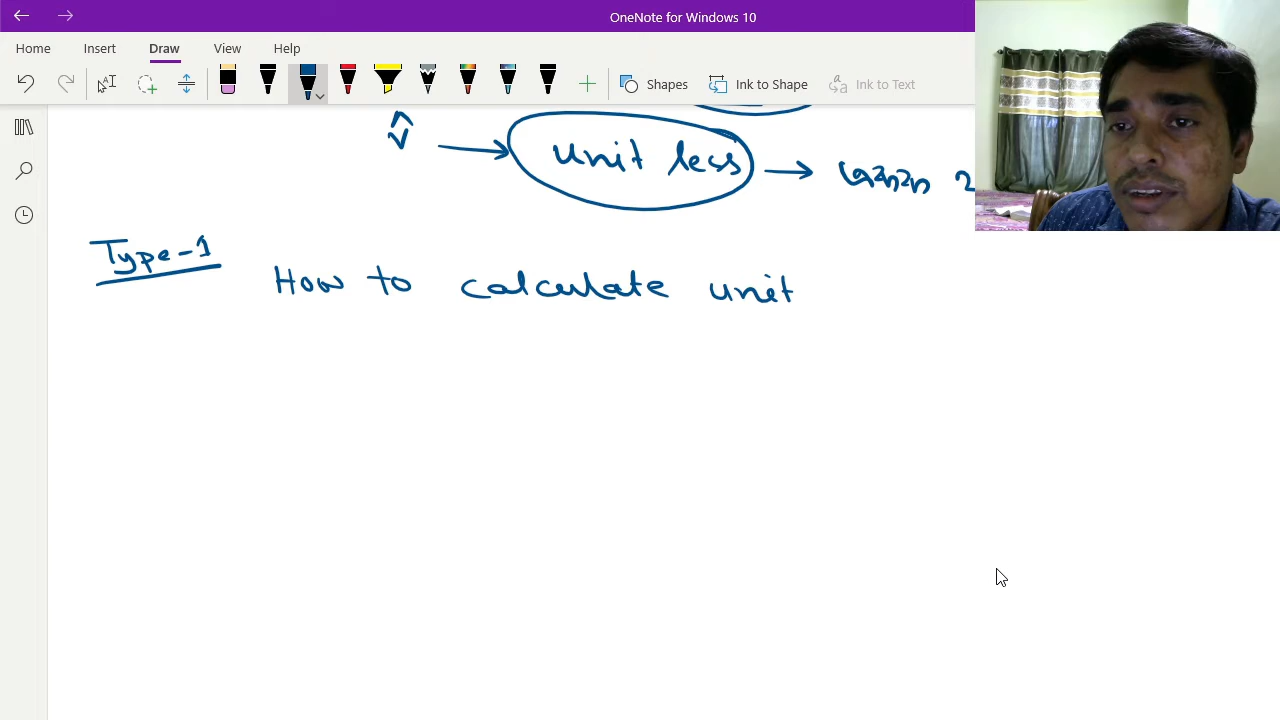 OneNote for Windows 10
Home Insert Draw View Help
Shapes Ink to Shape Ink to Text
v̂ → unit less →
Type-1 How to calculate unit